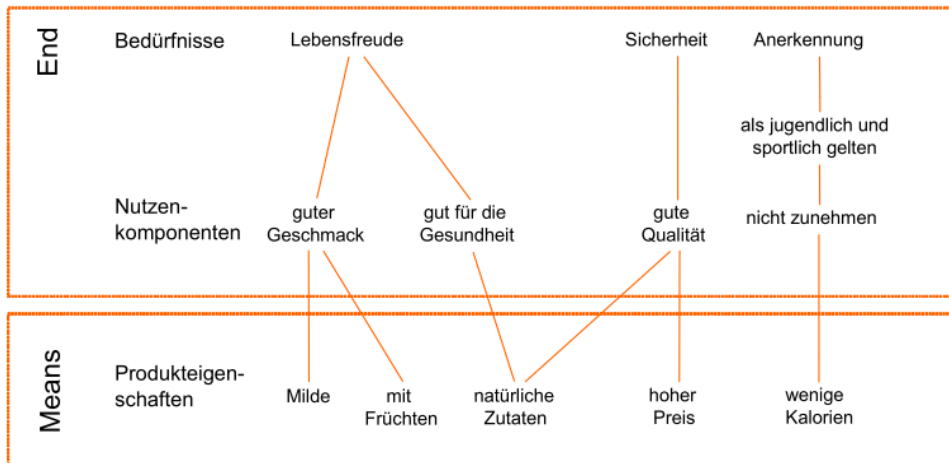 End
Bedürfnisse
Lebensfreude
Sicherheit
Anerkennung
als jugendlich und
sportlich gelten
Nutzen-
komponenten
guter
Geschmack
gut für die
Gesundheit
gute
Qualität
nicht zunehmen
Means
Produkteigen-
schaften
Milde
mit
Früchten
natürliche
Zutaten
hoher
Preis
wenige
Kalorien